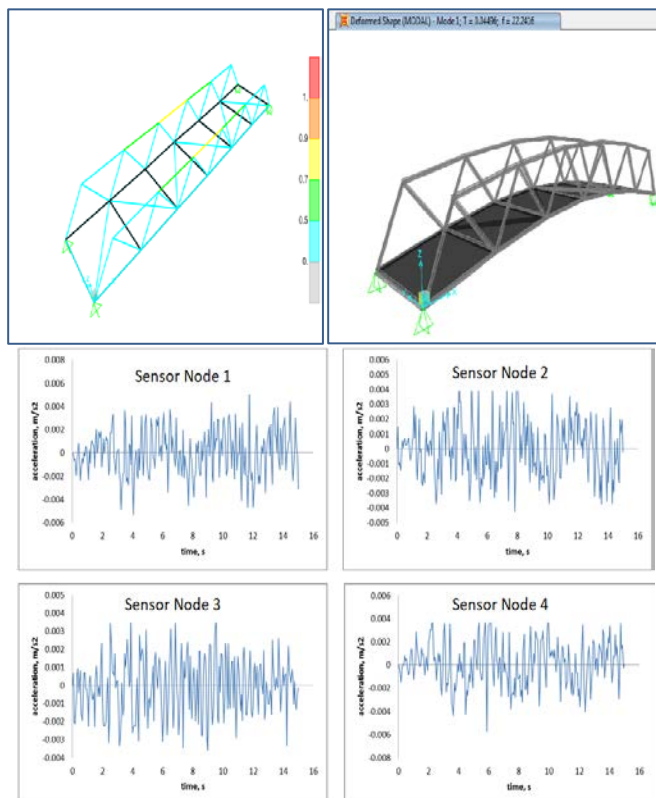 Deformed Shape (MODAL) - Mode 1; T = 0.04496; f = 22.2416
1.
0.9
0.7
0.5
0.
Z
Sensor Node 1
acceleration, m/s2
0.008
0.006
0.004
0.002
0
-0.002
-0.004
-0.006
0 2 4 6 8 10 12 14 16
time, s
Sensor Node 2
acceleration, m/s2
0.006
0.005
0.004
0.003
0.002
0.001
0
-0.001
-0.002
-0.003
-0.004
-0.005
0 2 4 6 8 10 12 14 16
time, s
Sensor Node 3
acceleration, m/s2
0.005
0.004
0.003
0.002
0.001
0
-0.001
-0.002
-0.003
-0.004
0 2 4 6 8 10 12 14 16
time, s
Sensor Node 4
acceleration, m/s2
0.006
0.004
0.002
0
-0.002
-0.004
-0.006
-0.008
0 2 4 6 8 10 12 14 16
time, s